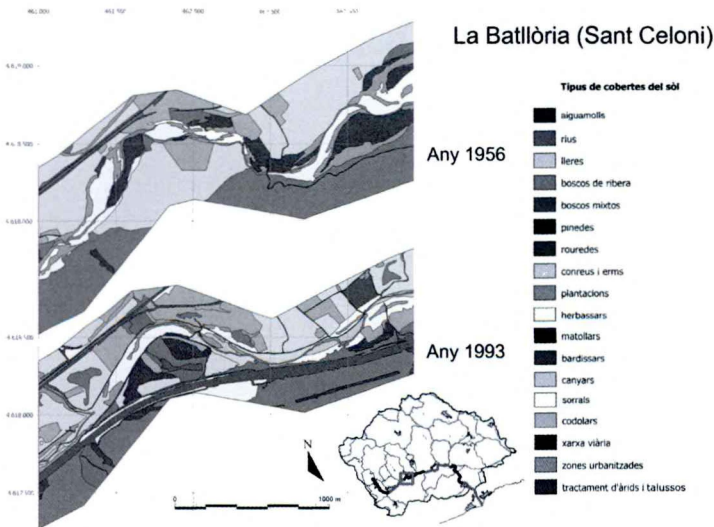 La Batllòria (Sant Celoni)
Tipus de cobertes del sòl
aiguamolls
rius
lleres
boscos de ribera
boscos mixtos
pinedes
rouredes
conreus i erms
plantacions
herbassars
matollars
bardissars
canyars
sorrals
codolars
xarxa viària
zones urbanitzades
tractament d'àrids i talussos
Any 1956
Any 1993
N
0
1000 m